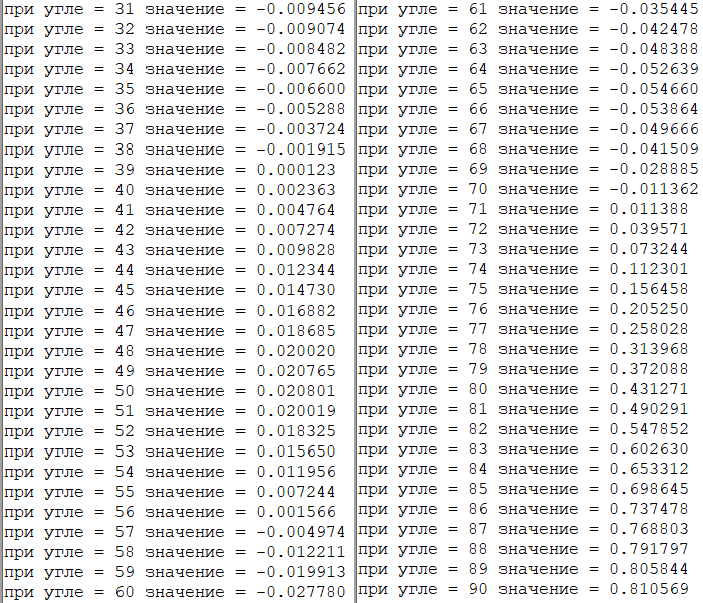 при угле = 31 значение = -0.009456
при угле = 32 значение = -0.009074
при угле = 33 значение = -0.008482
при угле = 34 значение = -0.007662
при угле = 35 значение = -0.006600
при угле = 36 значение = -0.005288
при угле = 37 значение = -0.003724
при угле = 38 значение = -0.001915
при угле = 39 значение = 0.000123
при угле = 40 значение = 0.002363
при угле = 41 значение = 0.004764
при угле = 42 значение = 0.007274
при угле = 43 значение = 0.009828
при угле = 44 значение = 0.012344
при угле = 45 значение = 0.014730
при угле = 46 значение = 0.016882
при угле = 47 значение = 0.018685
при угле = 48 значение = 0.020020
при угле = 49 значение = 0.020765
при угле = 50 значение = 0.020801
при угле = 51 значение = 0.020019
при угле = 52 значение = 0.018325
при угле = 53 значение = 0.015650
при угле = 54 значение = 0.011956
при угле = 55 значение = 0.007244
при угле = 56 значение = 0.001566
при угле = 57 значение = -0.004974
при угле = 58 значение = -0.012211
при угле = 59 значение = -0.019913
при угле = 60 значение = -0.027780
при угле = 61 значение = -0.035445
при угле = 62 значение = -0.042478
при угле = 63 значение = -0.048388
при угле = 64 значение = -0.052639
при угле = 65 значение = -0.054660
при угле = 66 значение = -0.053864
при угле = 67 значение = -0.049666
при угле = 68 значение = -0.041509
при угле = 69 значение = -0.028885
при угле = 70 значение = -0.011362
при угле = 71 значение = 0.011388
при угле = 72 значение = 0.039571
при угле = 73 значение = 0.073244
при угле = 74 значение = 0.112301
при угле = 75 значение = 0.156458
при угле = 76 значение = 0.205250
при угле = 77 значение = 0.258028
при угле = 78 значение = 0.313968
при угле = 79 значение = 0.372088
при угле = 80 значение = 0.431271
при угле = 81 значение = 0.490291
при угле = 82 значение = 0.547852
при угле = 83 значение = 0.602630
при угле = 84 значение = 0.653312
при угле = 85 значение = 0.698645
при угле = 86 значение = 0.737478
при угле = 87 значение = 0.768803
при угле = 88 значение = 0.791797
при угле = 89 значение = 0.805844
при угле = 90 значение = 0.810569